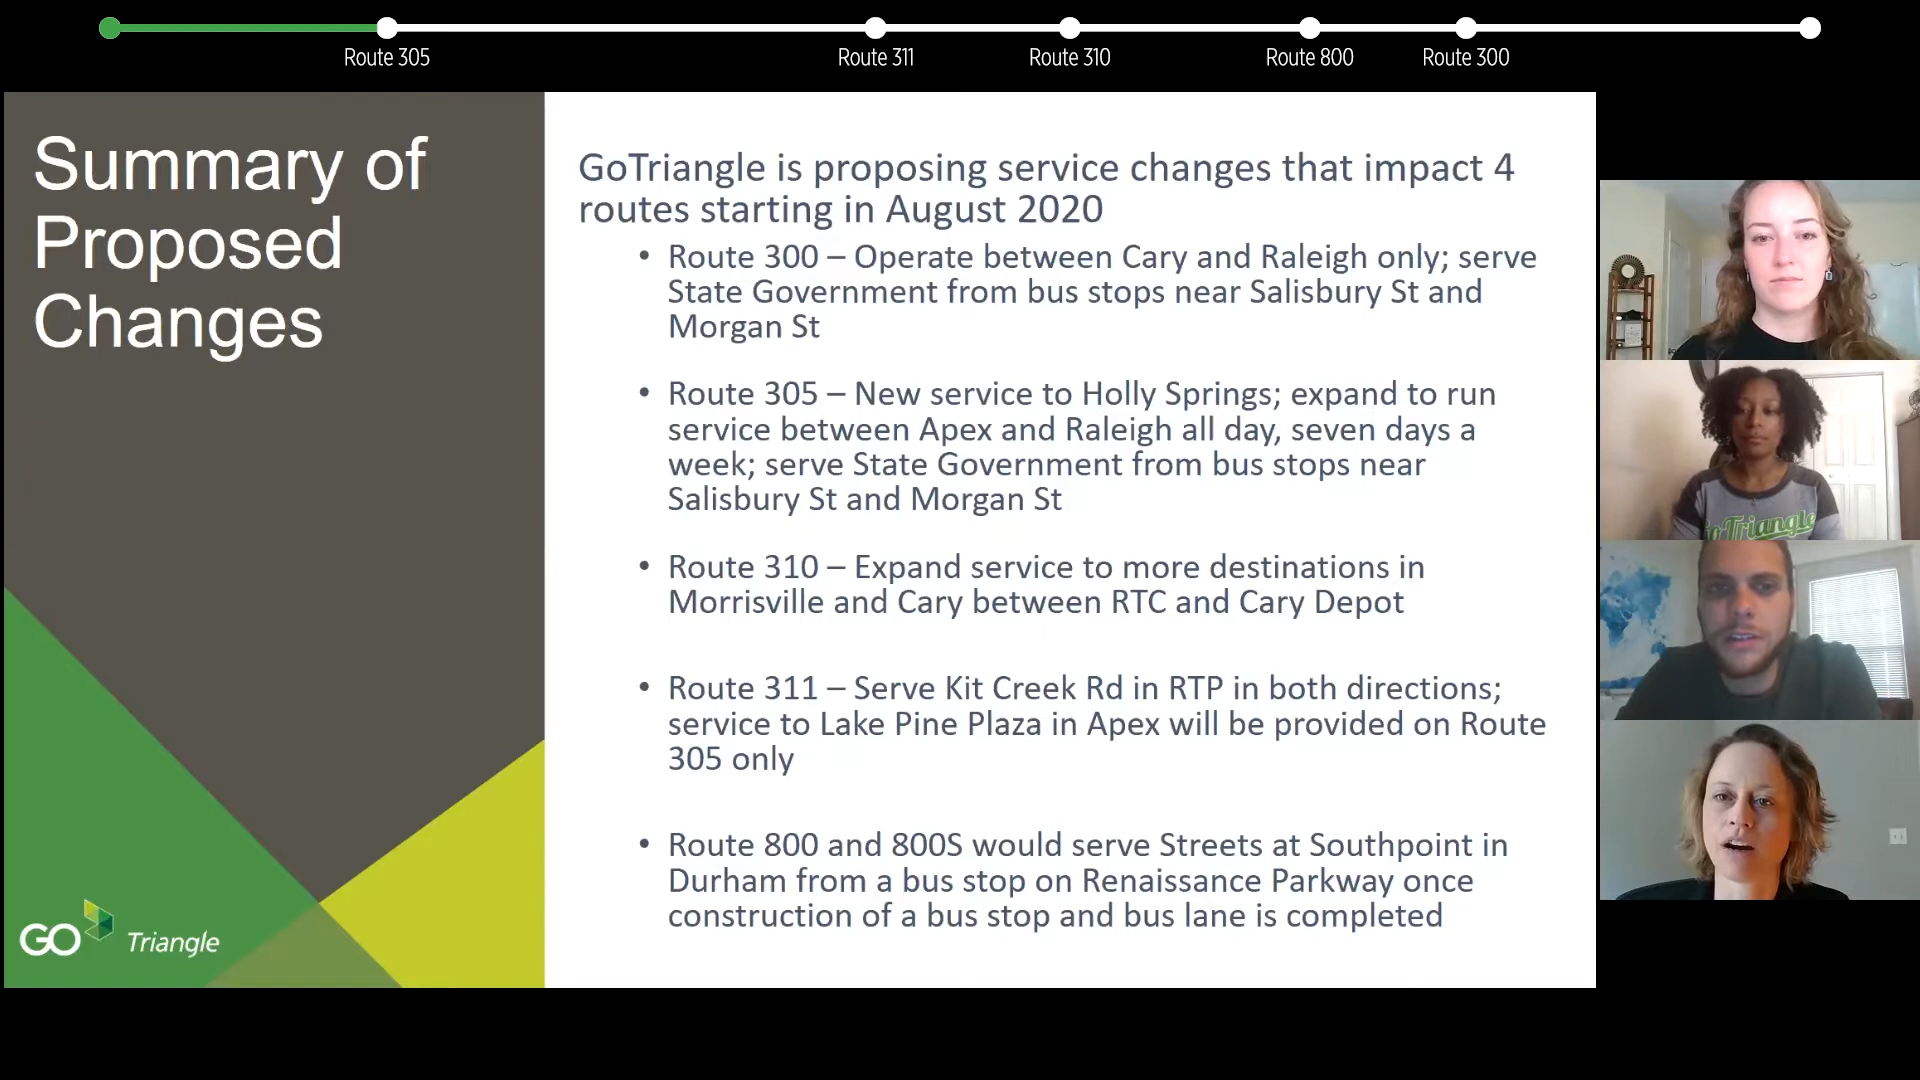 Route 305
Route 311
Route 310
Route 800
Route 300
Summary of
Proposed
Changes
GoTriangle is proposing service changes that impact 4
routes starting in August 2020
• Route 300 – Operate between Cary and Raleigh only; serve
State Government from bus stops near Salisbury St and
Morgan St
• Route 305 – New service to Holly Springs; expand to run
service between Apex and Raleigh all day, seven days a
week; serve State Government from bus stops near
Salisbury St and Morgan St
• Route 310 – Expand service to more destinations in
Morrisville and Cary between RTC and Cary Depot
• Route 311 – Serve Kit Creek Rd in RTP in both directions;
service to Lake Pine Plaza in Apex will be provided on Route
305 only
• Route 800 and 800S would serve Streets at Southpoint in
Durham from a bus stop on Renaissance Parkway once
construction of a bus stop and bus lane is completed
GO Triangle
GoTriangle